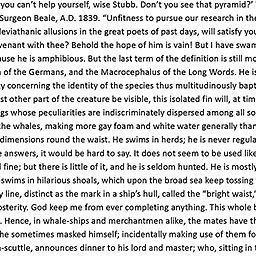 you can't help yourself, wise Stubb. Don't you see that pyramid?"
Surgeon Beale, A.D. 1839. "Unfitness to pursue our research in the
leviathanic allusions in the great poets of past days, will satisfy you
venant with thee? Behold the hope of him is vain! But I have swam
use he is amphibious. But the last term of the definition is still mo
of the Germans, and the Macrocephalus of the Long Words. He is
y concerning the identity of the species thus multitudinously bapt
st other part of the creature be visible, this isolated fin will, at tim
gs whose peculiarities are indiscriminately dispersed among all so
the whales, making more gay foam and white water generally than
dimensions round the waist. He swims in herds; he is never regula
e answers, it would be hard to say. It does not seem to be used like
fine; but there is little of it, and he is seldom hunted. He is mostly
swims in hilarious shoals, which upon the broad sea keep tossing
y line, distinct as the mark in a ship's hull, called the "bright waist,"
osterity. God keep me from ever completing anything. This whole b
. Hence, in whale-ships and merchantmen alike, the mates have th
he sometimes masked himself; incidentally making use of them fo
-scuttle, announces dinner to his lord and master; who, sitting in t